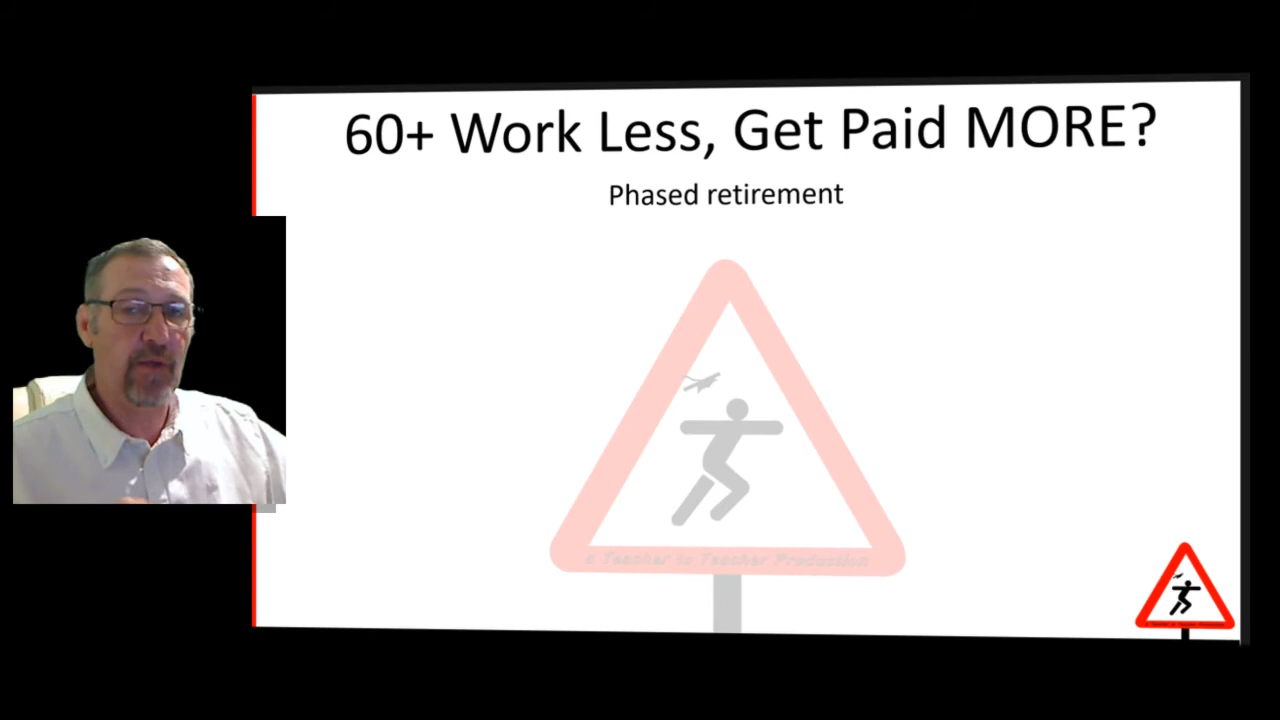 60+ Work Less, Get Paid MORE?
Phased retirement
a Teacher to Teacher Production